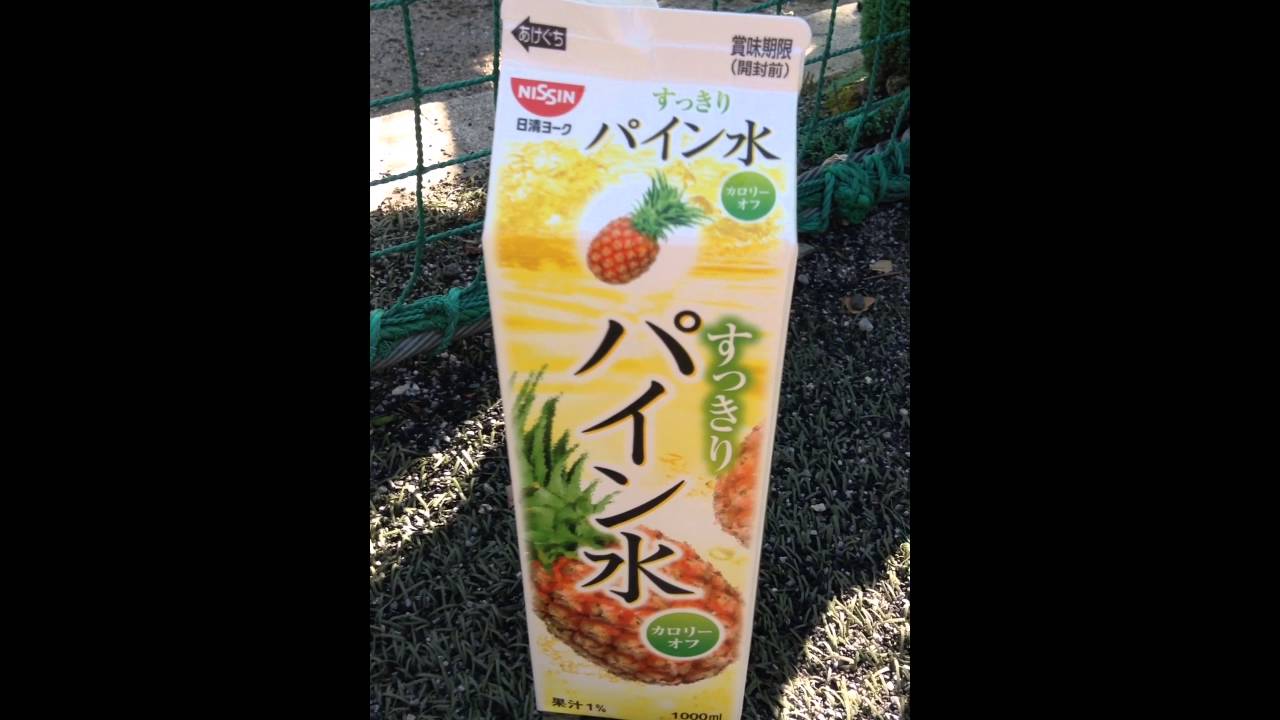 あけぐち
賞味期限
(開封前)
NISSIN
日清ヨーク
すっきり
パイン水
カロリー
オフ
すっきり
パイン水
カロリー
オフ
果汁1%
1000ml